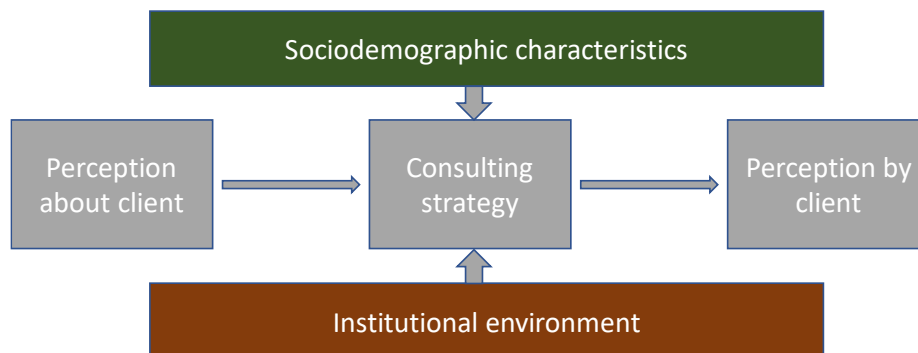 Sociodemographic characteristics
Perception
about client
Consulting
strategy
Perception by
client
Institutional environment